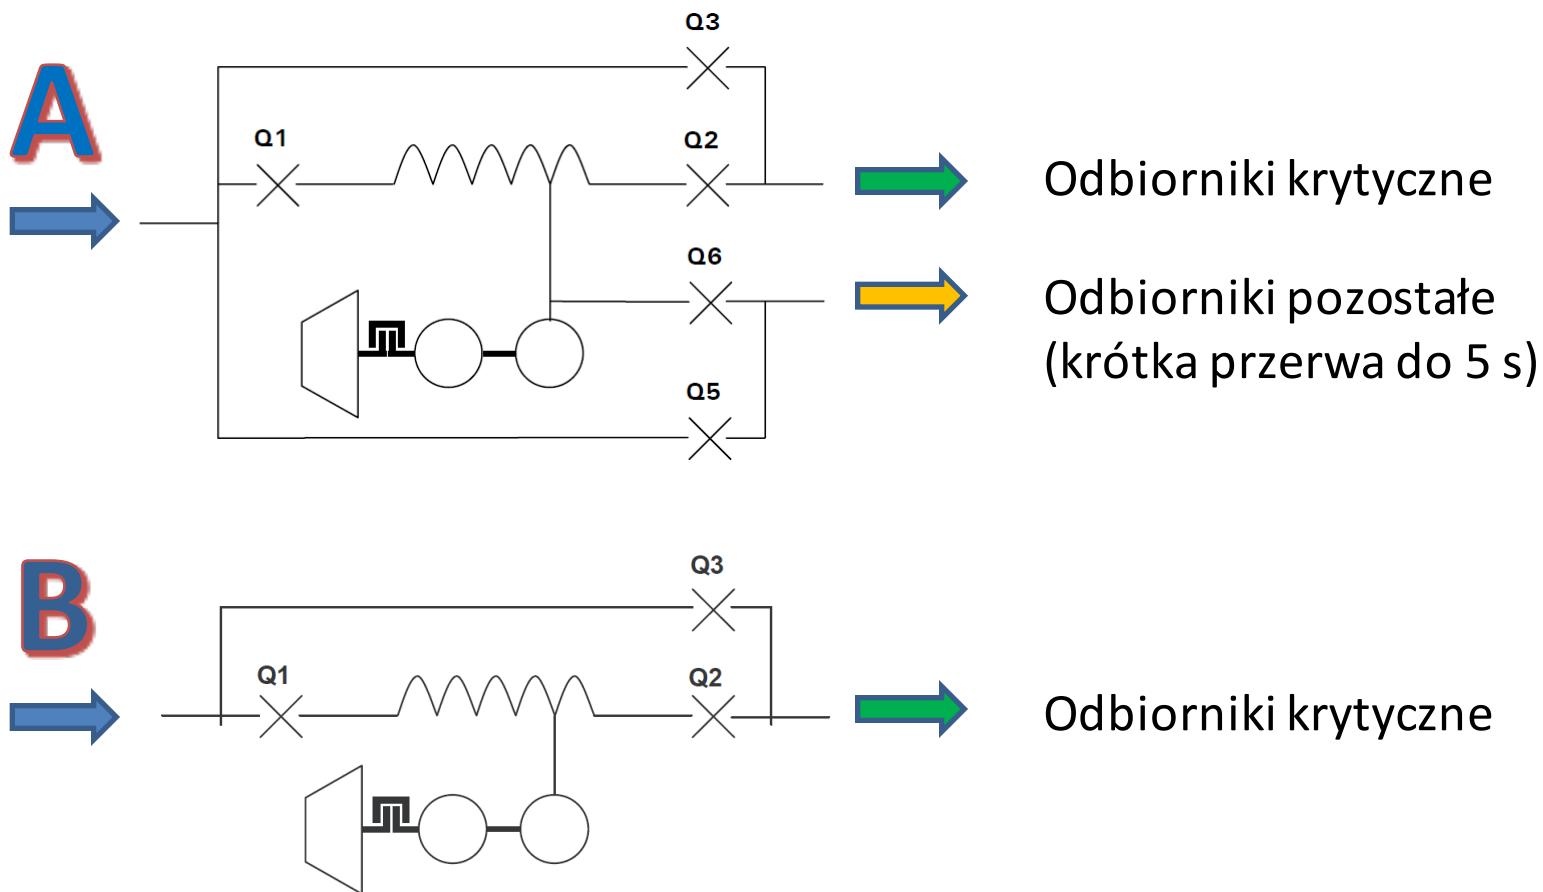 A
Q3
Q1
Q2
Odbiorniki krytyczne
Q6
Odbiorniki pozostałe
(krótka przerwa do 5 s)
Q5
B
Q3
Q1
Q2
Odbiorniki krytyczne